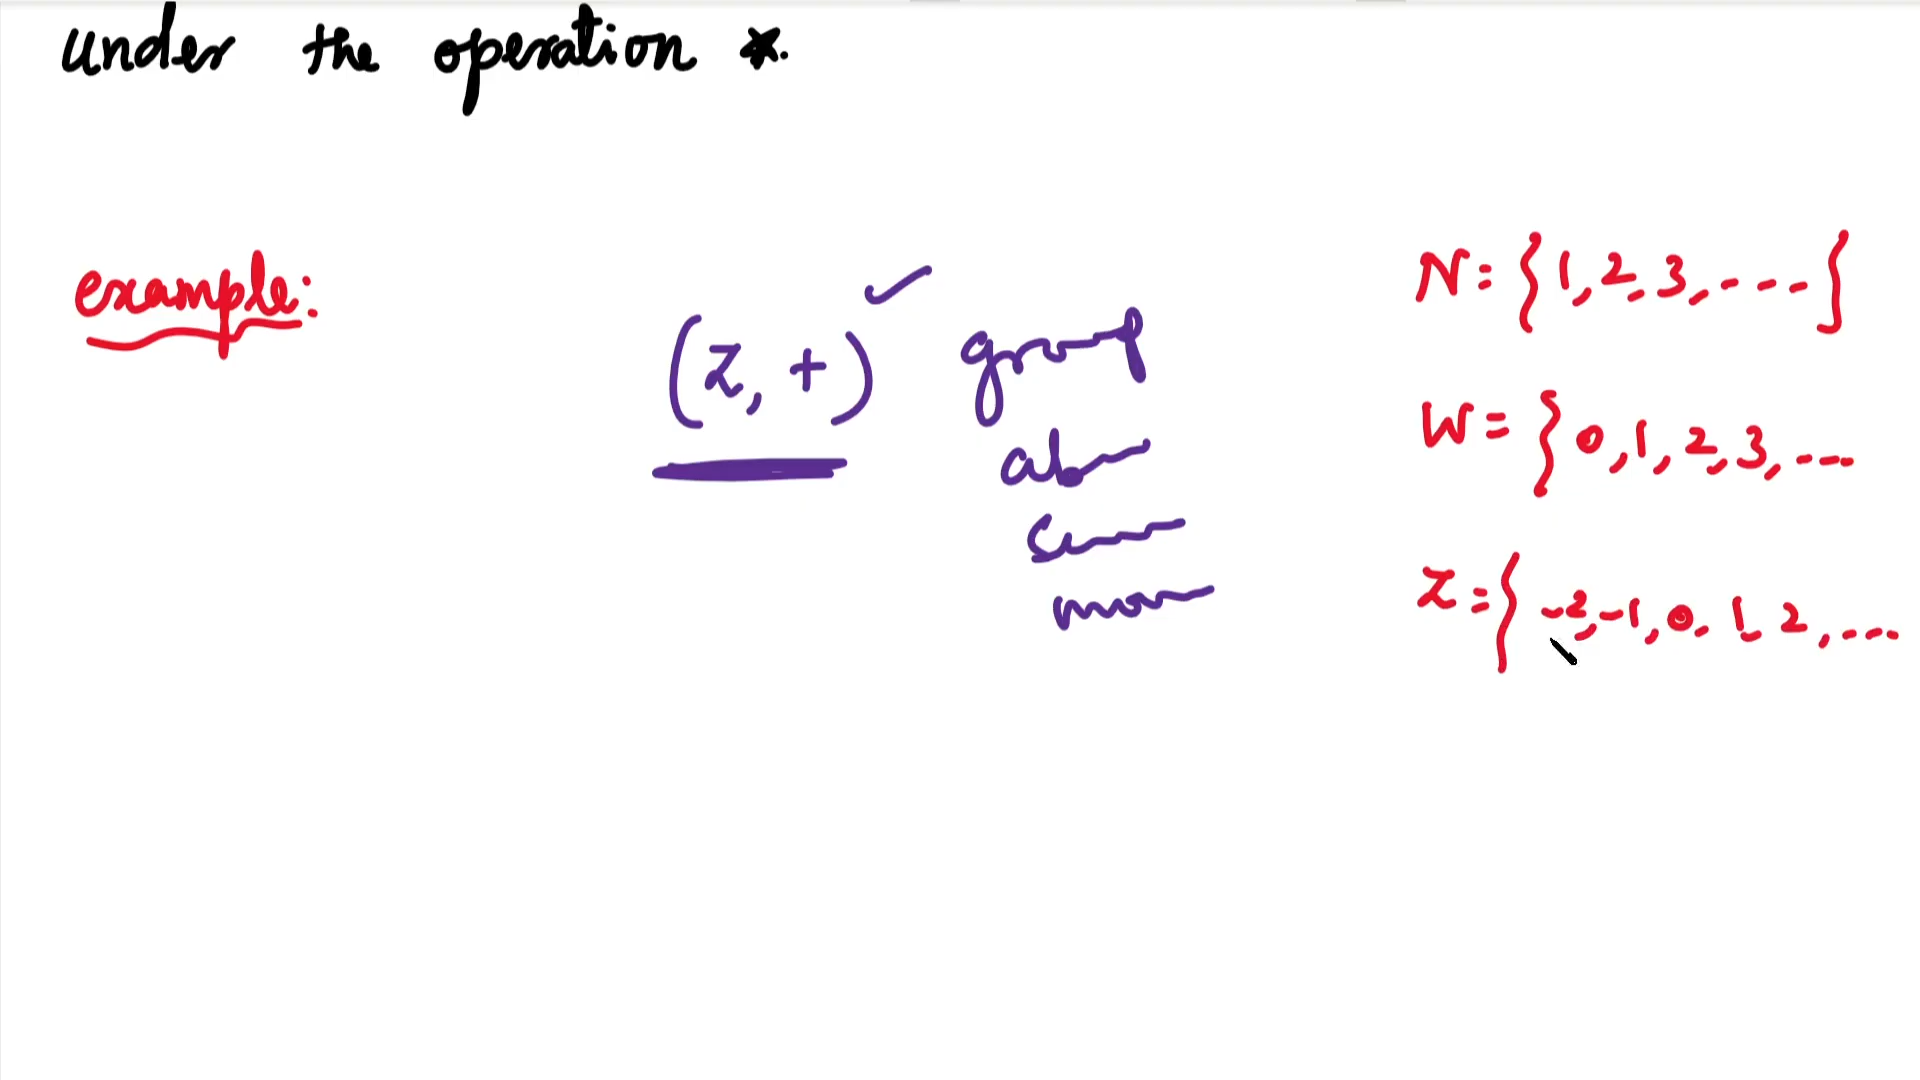 under the operation *.
example:
(Z, +) ✓ group
N = {1, 2, 3, ---- }
W = { 0, 1, 2, 3, ---
Z = { -2, -1, 0, 1, 2, ----